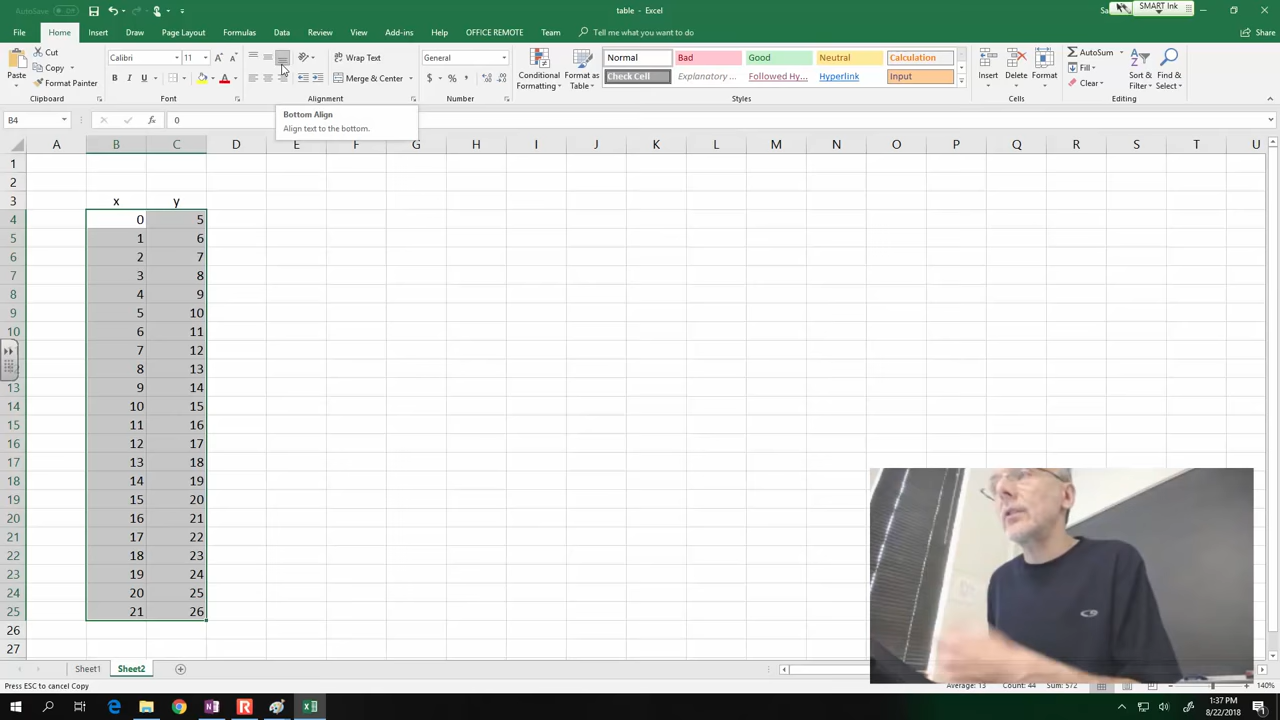 table - Excel
Sa
SMART Ink
File Home Insert Draw Page Layout Formulas Data Review View Add-ins Help OFFICE REMOTE Team Tell me what you want to do Share
Paste
Cut
Copy
Format Painter
Clipboard
Calibri 11
B I U
Font
Wrap Text
Merge & Center
Alignment
General
$ % ,
Number
Conditional Formatting
Format as Table
Normal Bad Good Neutral Calculation
Check Cell Explanatory ... Followed Hy... Hyperlink Input
Styles
Insert Delete Format
Cells
AutoSum
Fill
Clear
Sort & Filter
Find & Select
Editing
B4 fx 0
Bottom Align
Align text to the bottom.
A B C D E F G H I J K L M N O P Q R S T U
1
2
3 x y
4 0 5
5 1 6
6 2 7
7 3 8
8 4 9
9 5 10
10 6 11
7 12
8 13
13 9 14
14 10 15
15 11 16
16 12 17
17 13 18
18 14 19
19 15 20
20 16 21
21 17 22
22 18 23
23 19 24
24 20 25
25 21 26
26
27
Sheet1 Sheet2
Press ESC to cancel Copy
Average: 13 Count: 44 Sum: 572
140%
1:37 PM
8/22/2018